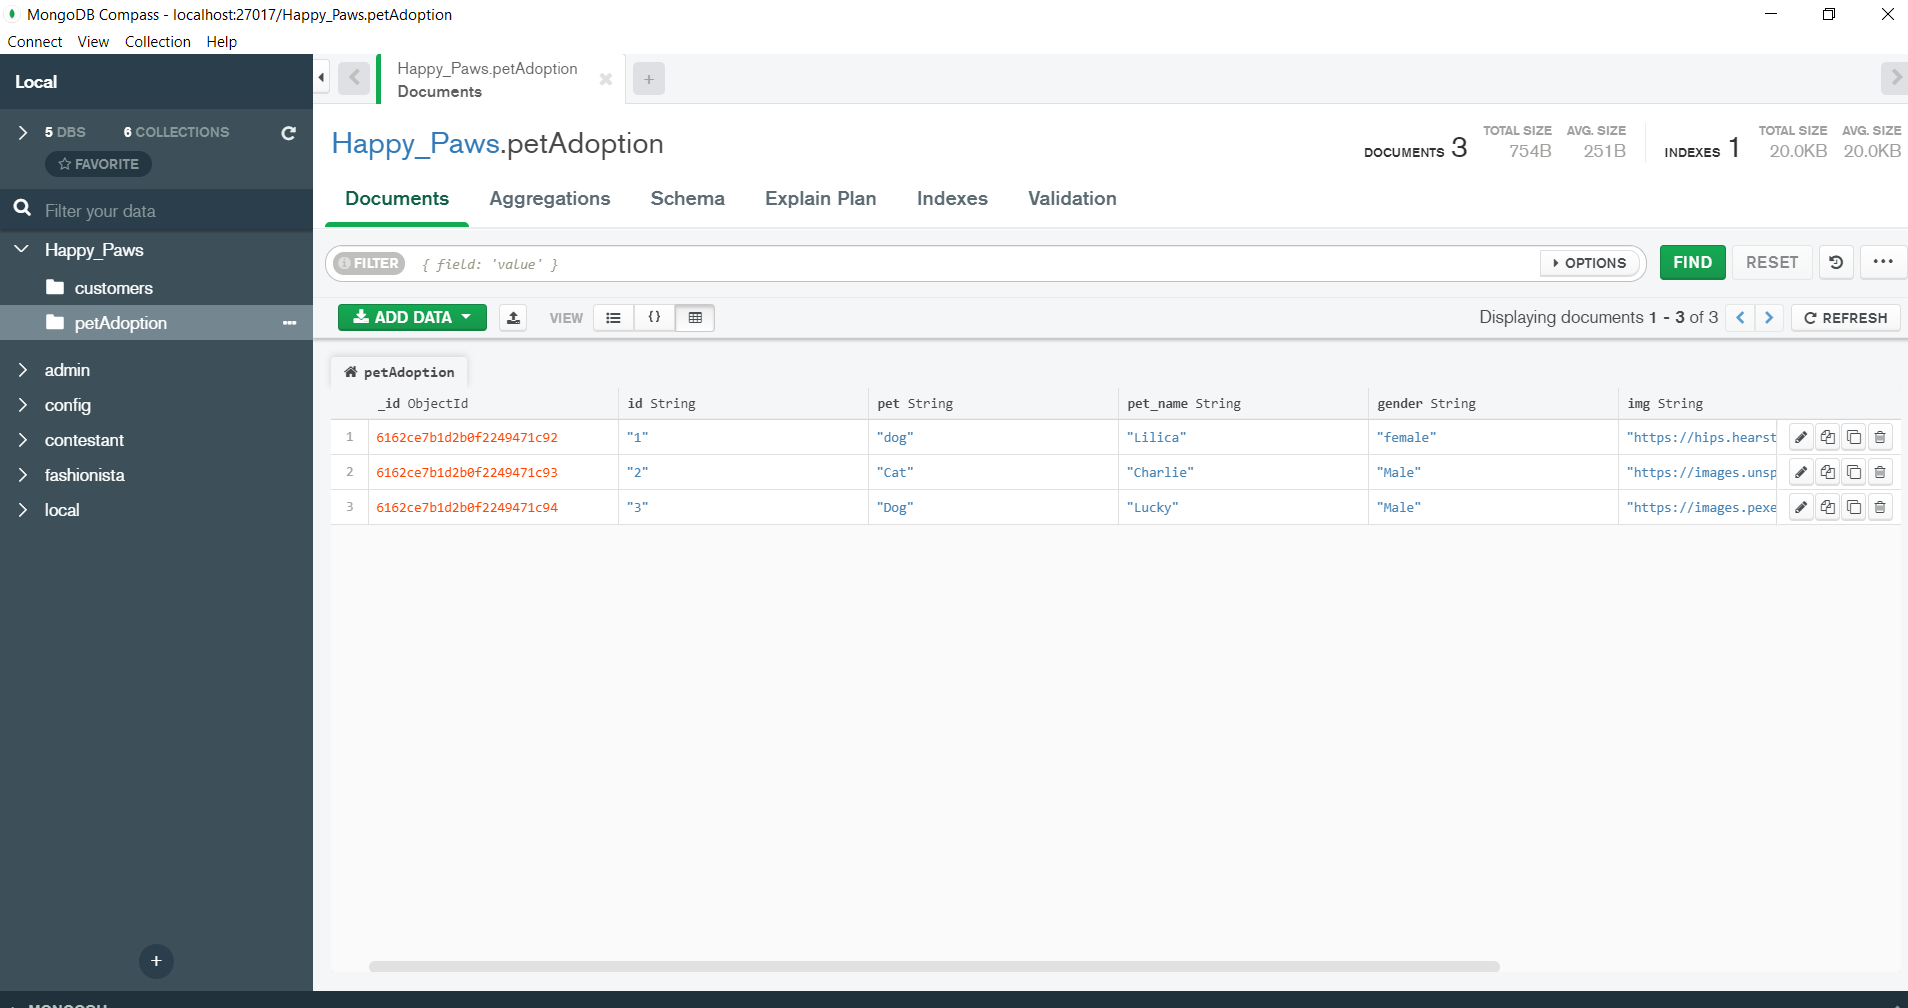 MongoDB Compass - localhost:27017/Happy_Paws.petAdoption
Connect View Collection Help
Local
Happy_Paws.petAdoption
Documents
5 DBS 6 COLLECTIONS
FAVORITE
Happy_Paws.petAdoption
DOCUMENTS 3 TOTAL SIZE 754B AVG. SIZE 251B INDEXES 1 TOTAL SIZE 20.0KB AVG. SIZE 20.0KB
Documents Aggregations Schema Explain Plan Indexes Validation
Filter your data
FILTER { field: 'value' } OPTIONS FIND RESET
Happy_Paws
customers
petAdoption
admin
config
contestant
fashionista
local
ADD DATA VIEW {} Displaying documents 1 - 3 of 3 REFRESH
petAdoption
_id ObjectId id String pet String pet_name String gender String img String
1 6162ce7b1d2b0f2249471c92 "1" "dog" "Lilica" "female" "https://hips.hearst
2 6162ce7b1d2b0f2249471c93 "2" "Cat" "Charlie" "Male" "https://images.unsp
3 6162ce7b1d2b0f2249471c94 "3" "Dog" "Lucky" "Male" "https://images.pexe